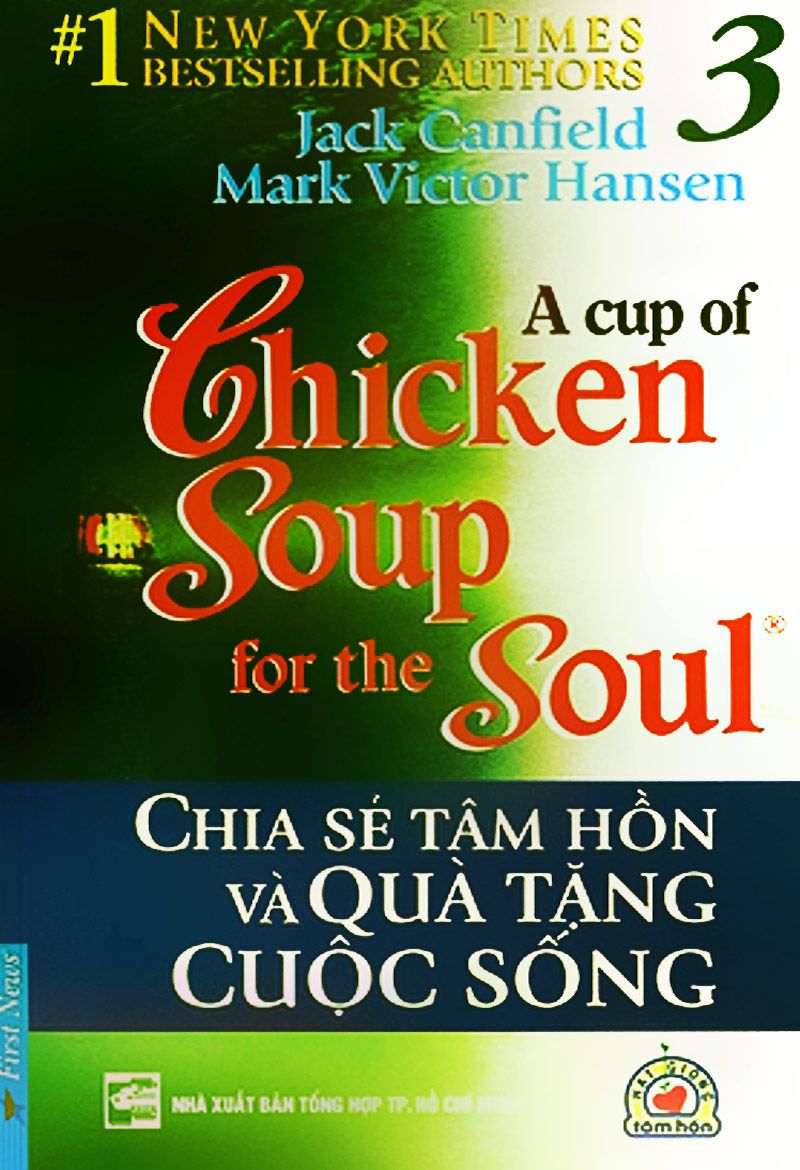 #1 NEW YORK TIMES
BESTSELLING AUTHORS
3
Jack Canfield
Mark Victor Hansen
A cup of
Chicken
Soup
for the Soul®
CHIA SẺ TÂM HỒN
VÀ QUÀ TẶNG
CUỘC SỐNG
First News
NHÀ XUẤT BẢN TỔNG HỢP TP. HỒ CHÍ MINH
HẠT GIỐNG
tâm hồn